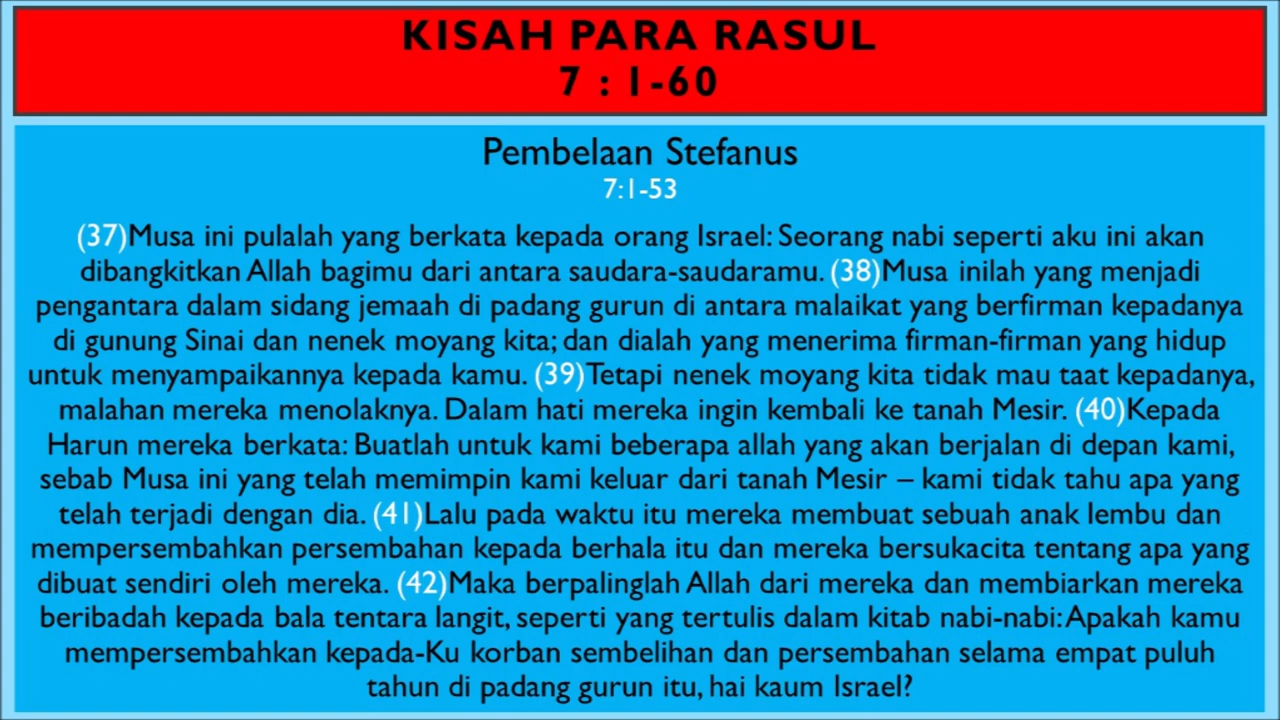 KISAH PARA RASUL
7 : 1-60
Pembelaan Stefanus
7:1-53
(37)Musa ini pulalah yang berkata kepada orang Israel: Seorang nabi seperti aku ini akan
dibangkitkan Allah bagimu dari antara saudara-saudaramu. (38)Musa inilah yang menjadi
pengantara dalam sidang jemaah di padang gurun di antara malaikat yang berfirman kepadanya
di gunung Sinai dan nenek moyang kita; dan dialah yang menerima firman-firman yang hidup
untuk menyampaikannya kepada kamu. (39)Tetapi nenek moyang kita tidak mau taat kepadanya,
malahan mereka menolaknya. Dalam hati mereka ingin kembali ke tanah Mesir. (40)Kepada
Harun mereka berkata: Buatlah untuk kami beberapa allah yang akan berjalan di depan kami,
sebab Musa ini yang telah memimpin kami keluar dari tanah Mesir – kami tidak tahu apa yang
telah terjadi dengan dia. (41)Lalu pada waktu itu mereka membuat sebuah anak lembu dan
mempersembahkan persembahan kepada berhala itu dan mereka bersukacita tentang apa yang
dibuat sendiri oleh mereka. (42)Maka berpalinglah Allah dari mereka dan membiarkan mereka
beribadah kepada bala tentara langit, seperti yang tertulis dalam kitab nabi-nabi: Apakah kamu
mempersembahkan kepada-Ku korban sembelihan dan persembahan selama empat puluh
tahun di padang gurun itu, hai kaum Israel?